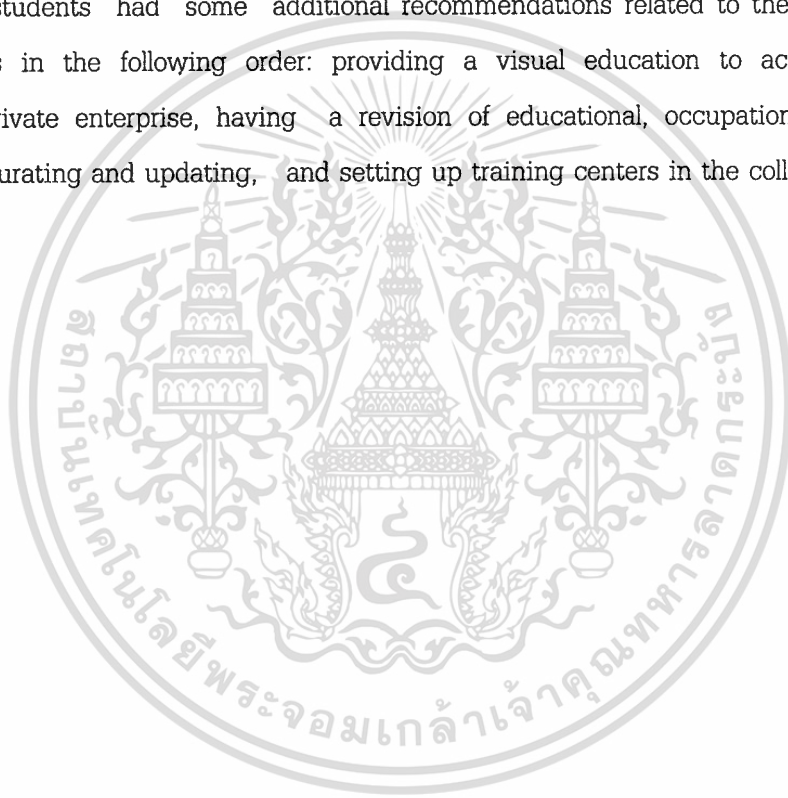 students had some additional recommendations related to the
in the following order: providing a visual education to ac
enterprise, having a revision of educational, occupation
and updating, and setting up training centers in the coll
สถาบันเทคโนโลยีพระจอมเกล้าเจ้าคุณทหารลาดกระบัง